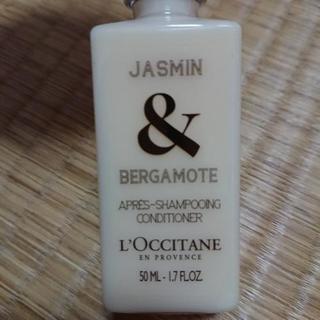 JASMIN
&
BERGAMOTE
APRÈS-SHAMPOOING
CONDITIONER
L'OCCITANE
EN PROVENCE
50 ML - 1.7 FL.OZ.